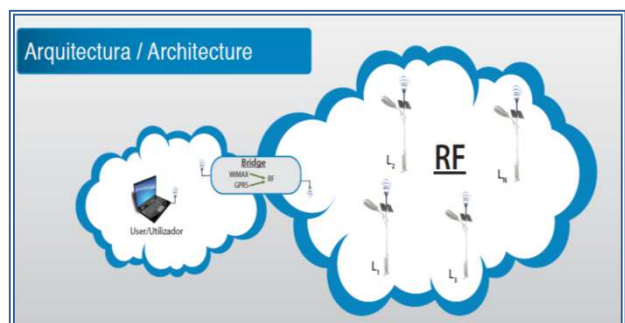 Arquitectura / Architecture
Bridge
WiMAX
GPRS
RF
User/Utilizador
RF
L2
LN
L1
L3